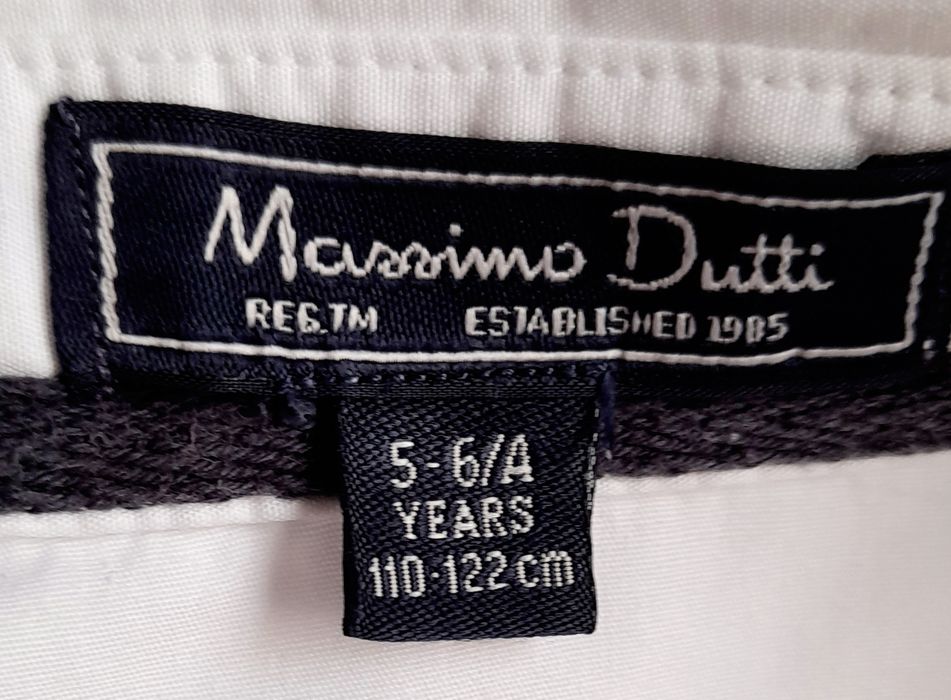 Massimo Dutti
REG.TM ESTABLISHED 1985
5-6/A
YEARS
110-122 cm